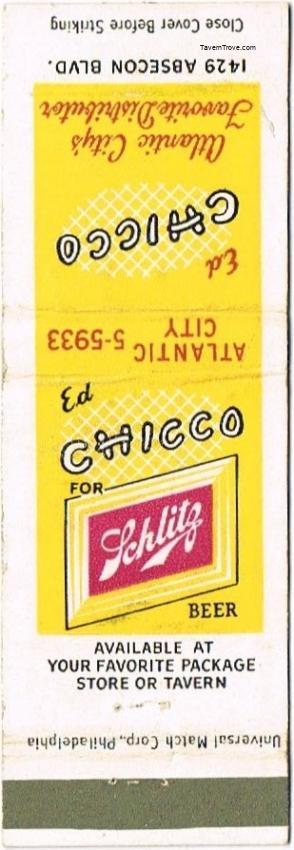 TavernTrove.com
Close Cover Before Striking
1429 ABSECON BLVD.
Atlantic City's
Favorite Distributor
Ed
CHICCO
ATLANTIC
CITY 5-5933
Ed
CHICCO
FOR
Schlitz
BEER
AVAILABLE AT
YOUR FAVORITE PACKAGE
STORE OR TAVERN
Universal Match Corp., Philadelphia